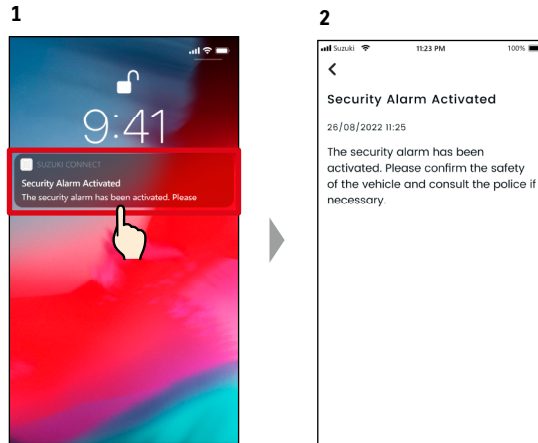 1
9:41
SUZUKI CONNECT
Security Alarm Activated
The security alarm has been activated. Please
2
Suzuki 11:23 PM 100%
Security Alarm Activated
26/08/2022 11:25
The security alarm has been
activated. Please confirm the safety
of the vehicle and consult the police if
necessary.